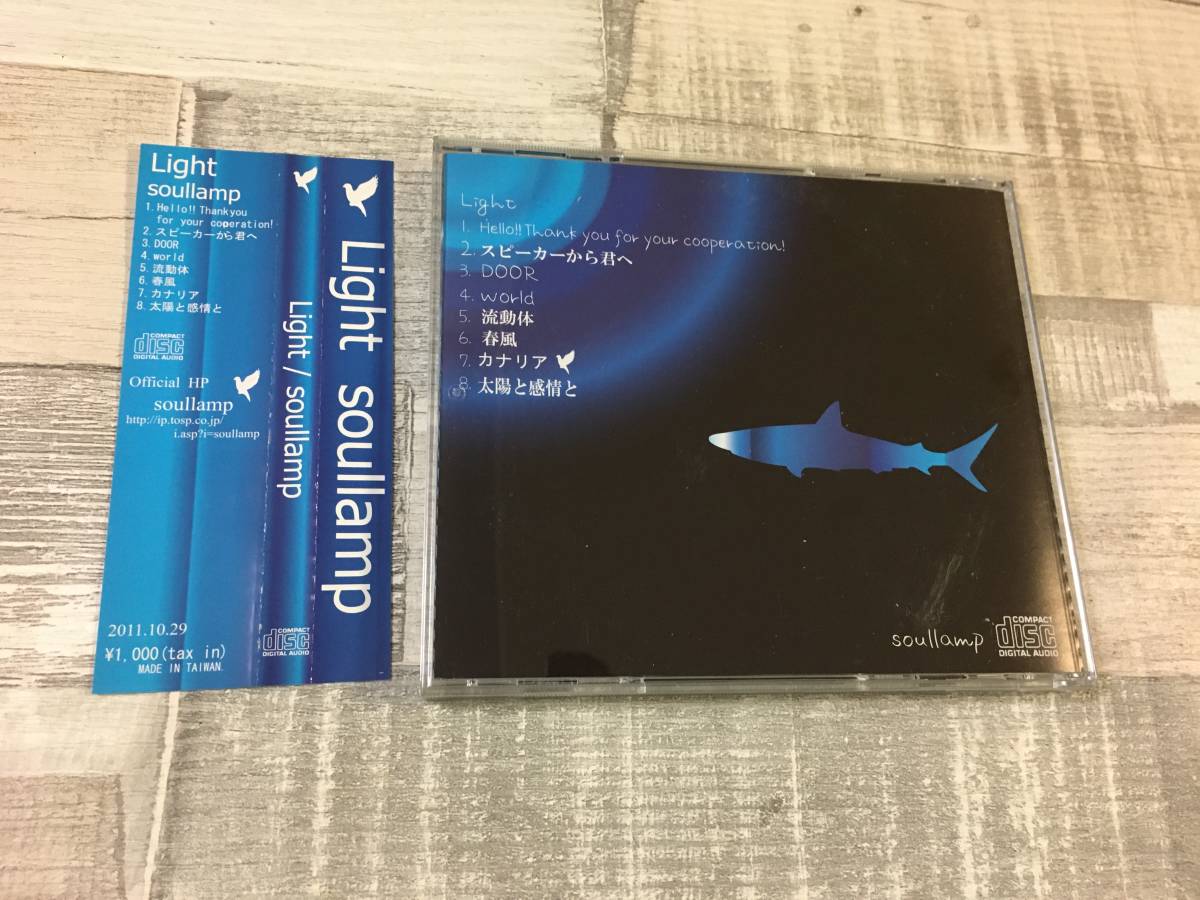 Light
soullamp
1. Hello!! Thankyou
for your coperation!
2. スピーカーから君へ
3. DOOR
4. world
5. 流動体
6. 春風
7. カナリア
8. 太陽と感情と
COMPACT
disc
DIGITAL AUDIO
Official HP
soullamp
http://ip.tosp.co.jp/
i.asp?i=soullamp
2011.10.29
¥1,000(tax in)
MADE IN TAIWAN.
Light / soullamp
COMPACT
disc
DIGITAL AUDIO
Light soullamp
Light
1. Hello!! Thank you for your cooperation!
2. スピーカーから君へ
3. DOOR
4. world
5. 流動体
6. 春風
7. カナリア
8. 太陽と感情と
soullamp
COMPACT
disc
DIGITAL AUDIO